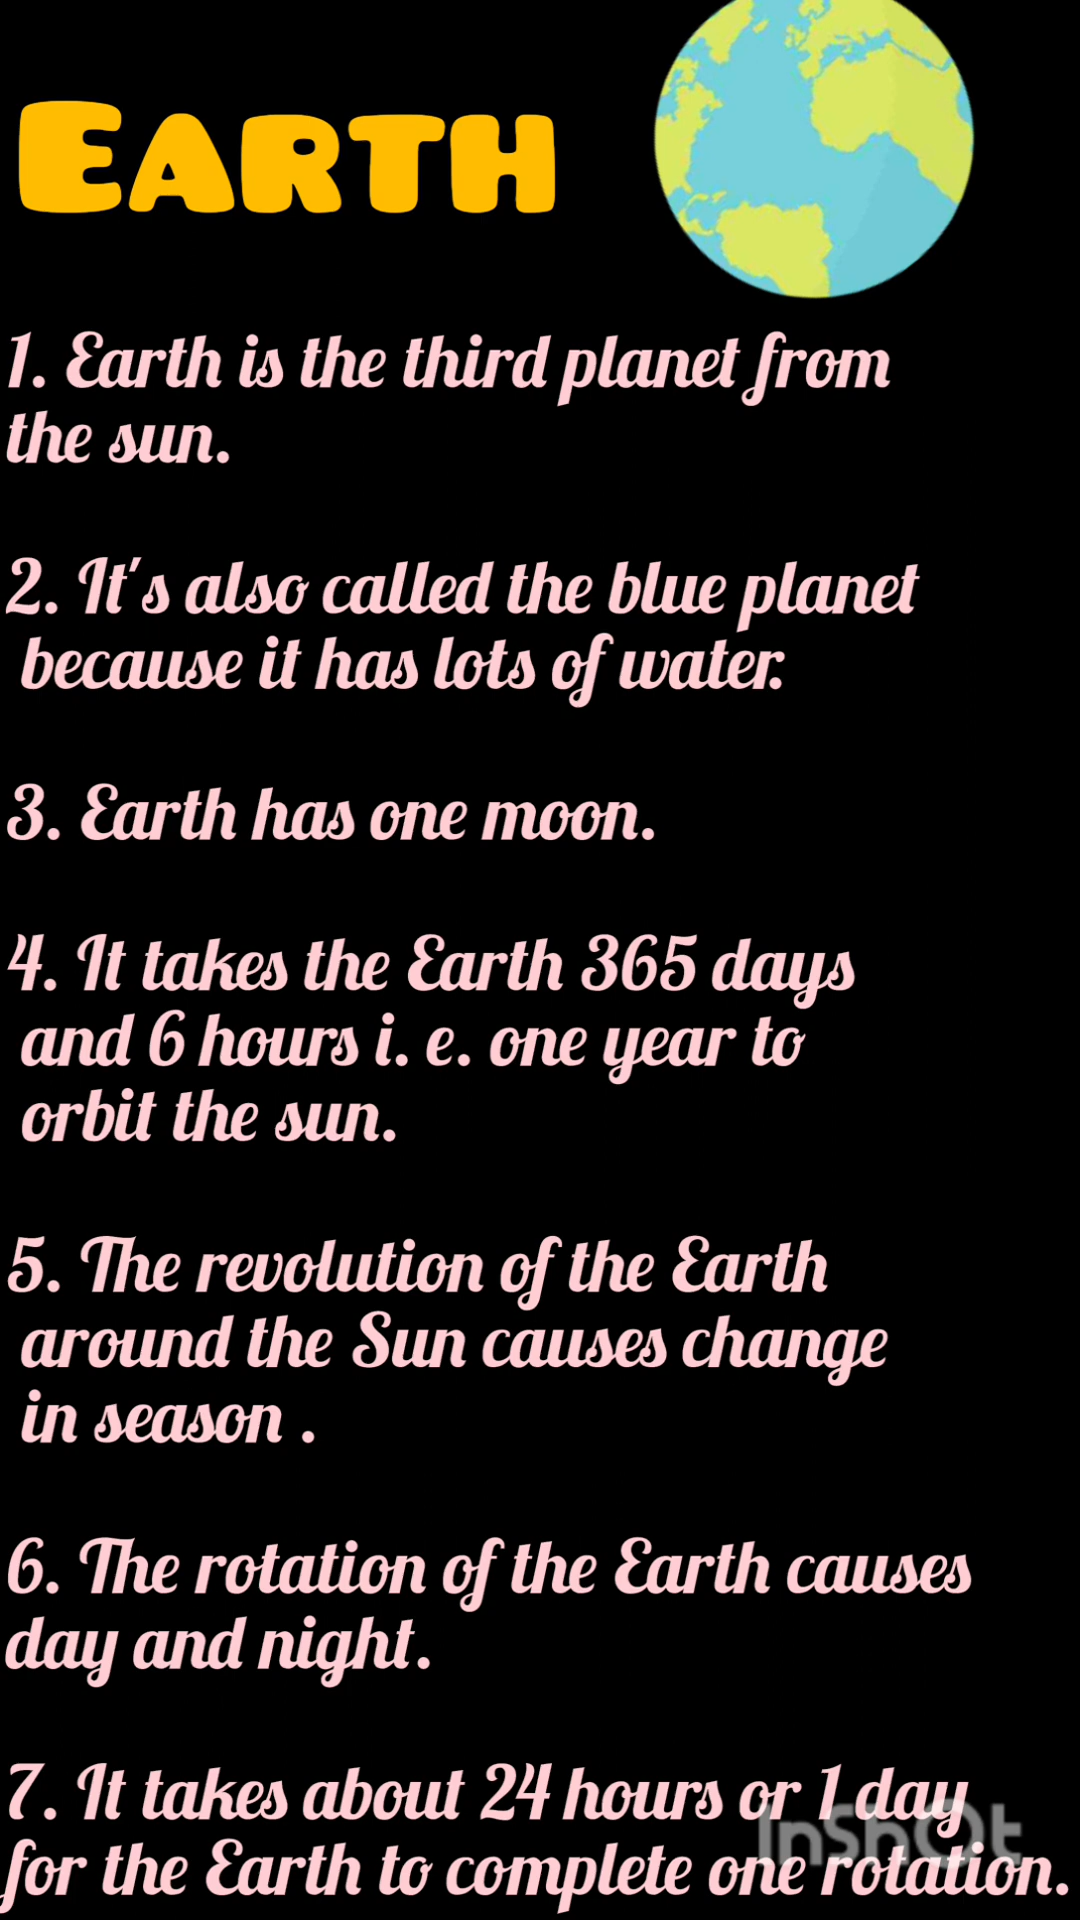 EARTH
1. Earth is the third planet from
the sun.
2. It's also called the blue planet
because it has lots of water.
3. Earth has one moon.
4. It takes the Earth 365 days
and 6 hours i. e. one year to
orbit the sun.
5. The revolution of the Earth
around the Sun causes change
in season .
6. The rotation of the Earth causes
day and night.
7. It takes about 24 hours or 1 day
for the Earth to complete one rotation.
InShOt